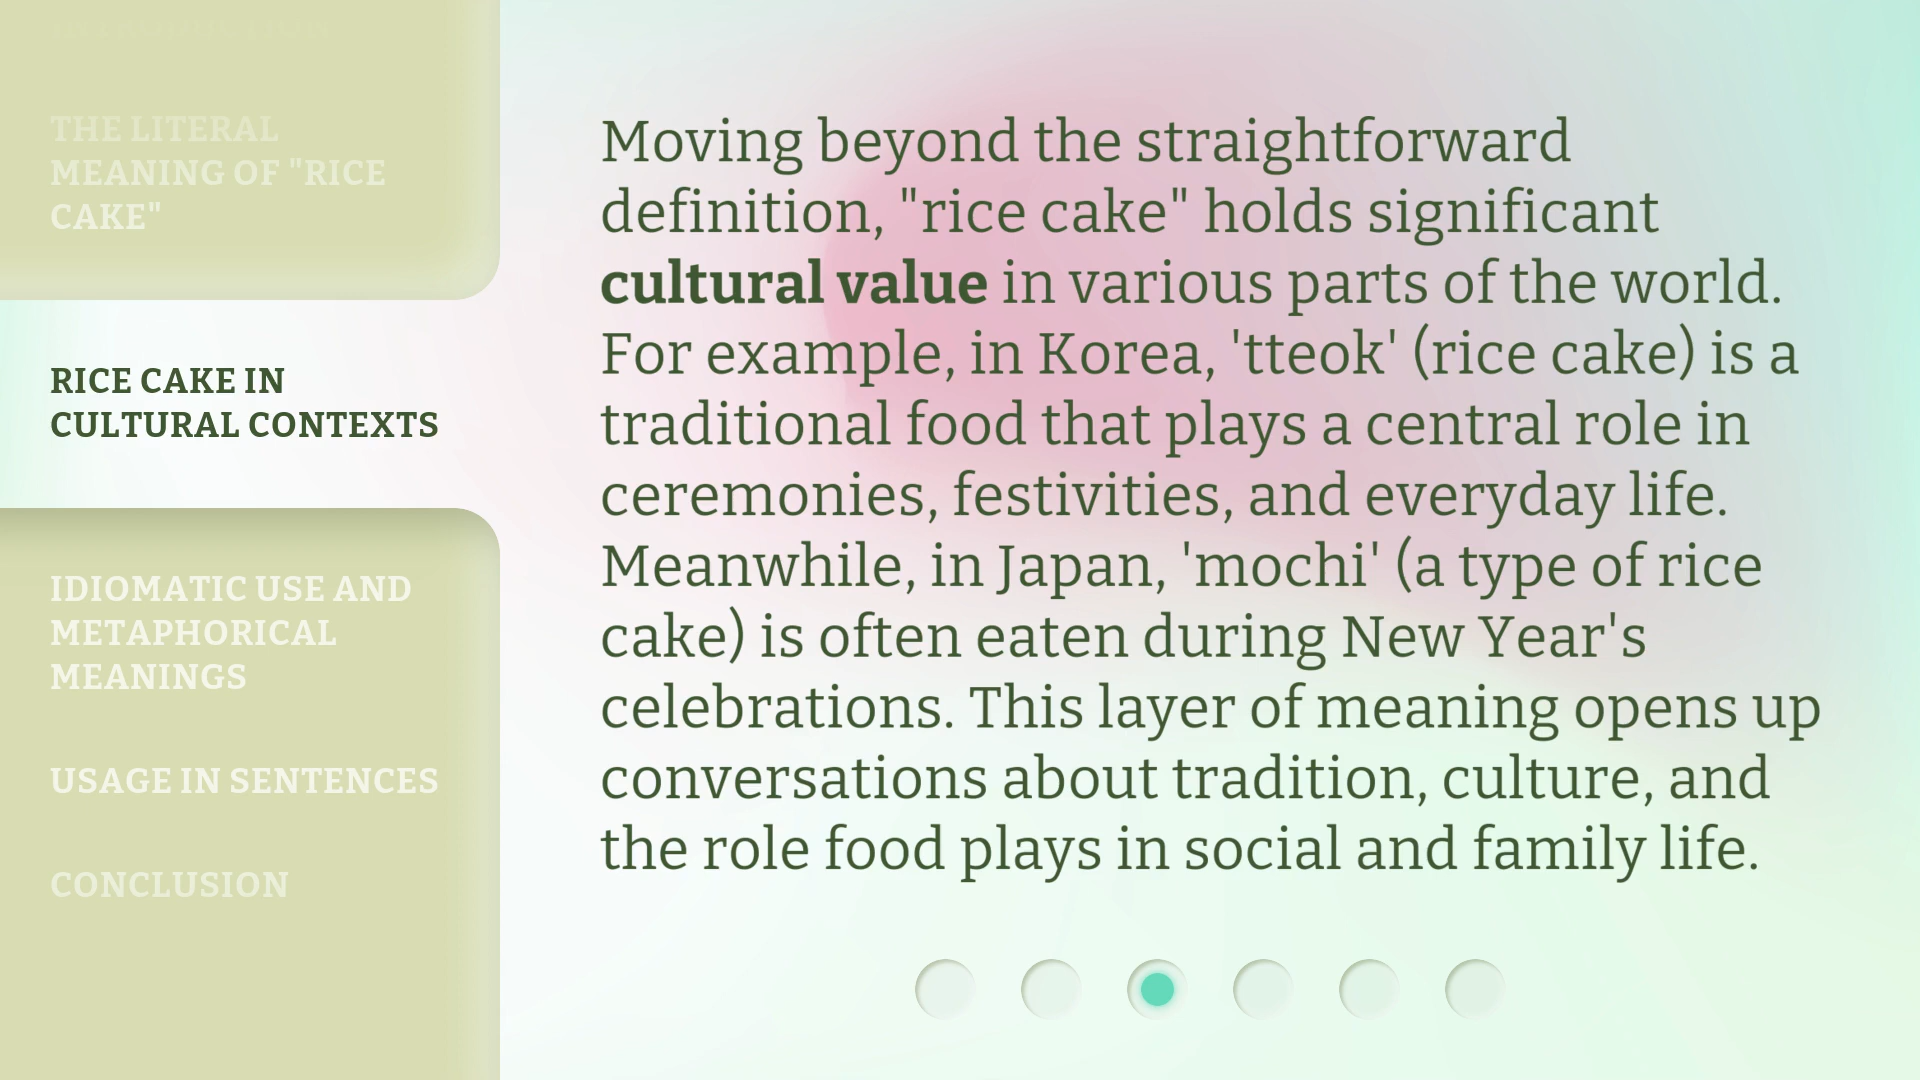 INTRODUCTION
THE LITERAL
MEANING OF "RICE
CAKE"
RICE CAKE IN
CULTURAL CONTEXTS
IDIOMATIC USE AND
METAPHORICAL
MEANINGS
USAGE IN SENTENCES
CONCLUSION
Moving beyond the straightforward
definition, "rice cake" holds significant
cultural value in various parts of the world.
For example, in Korea, 'tteok' (rice cake) is a
traditional food that plays a central role in
ceremonies, festivities, and everyday life.
Meanwhile, in Japan, 'mochi' (a type of rice
cake) is often eaten during New Year's
celebrations. This layer of meaning opens up
conversations about tradition, culture, and
the role food plays in social and family life.